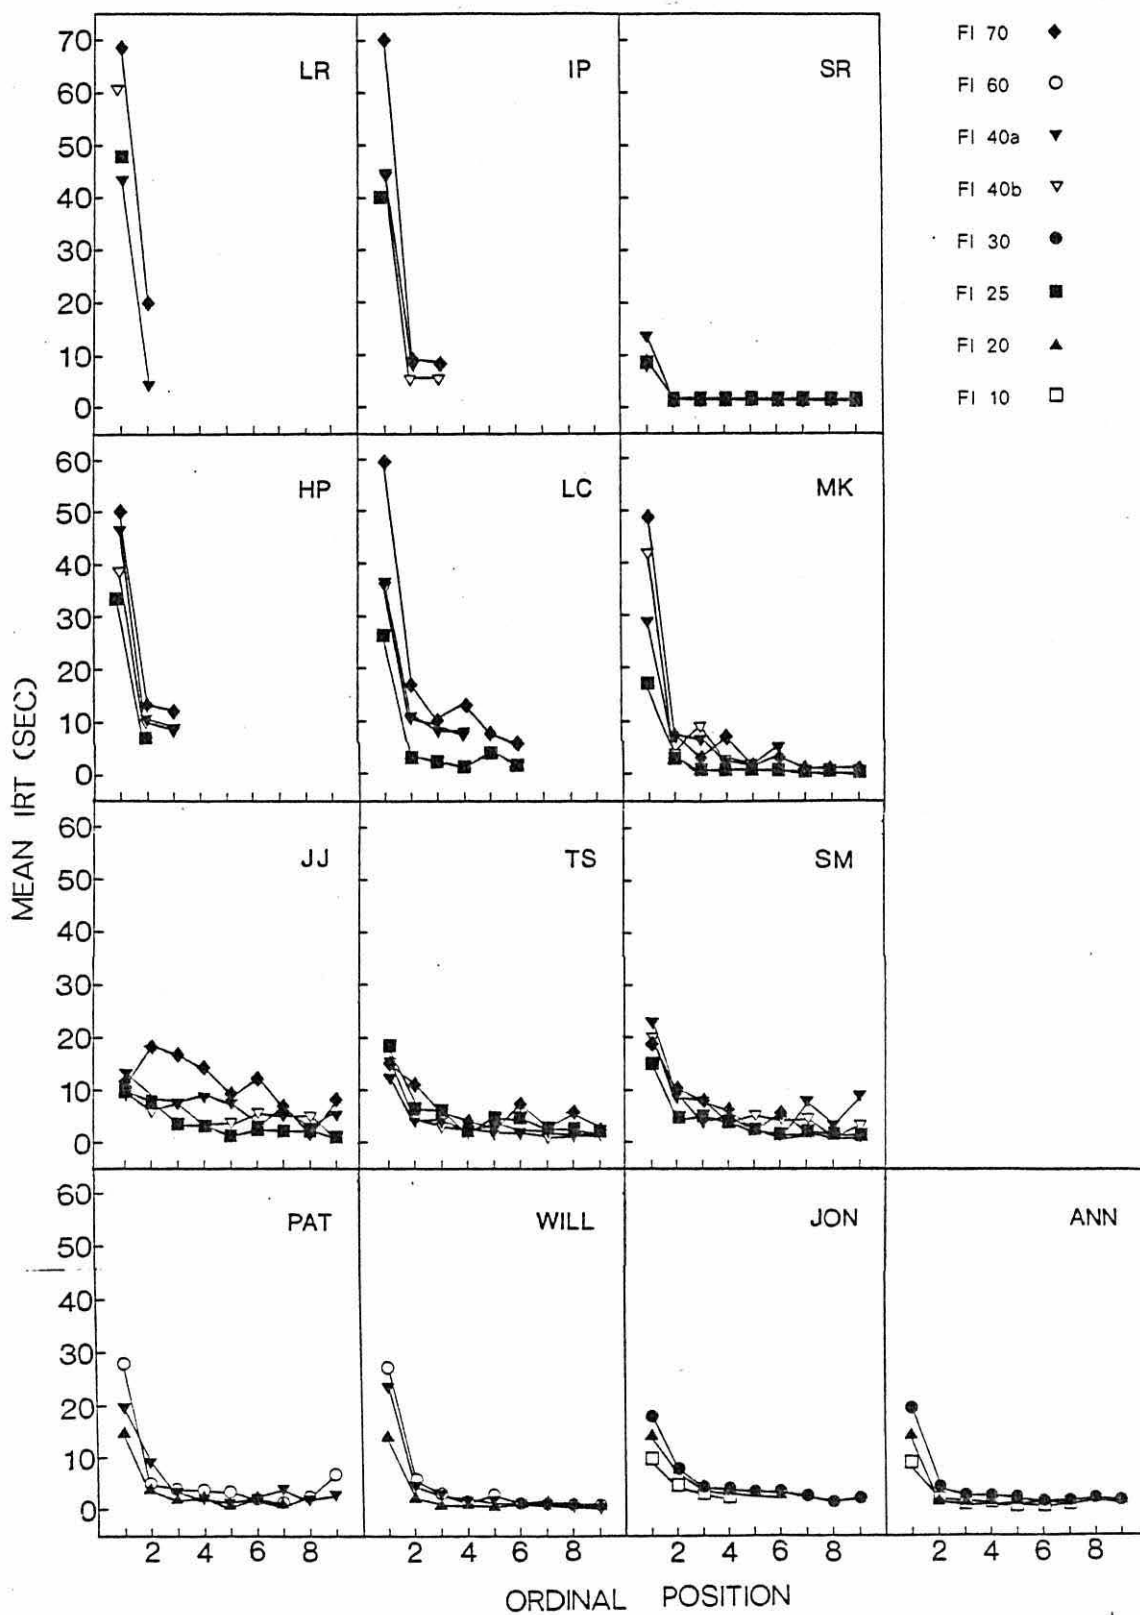 LR
IP
SR
FI 70
FI 60
FI 40a
FI 40b
FI 30
FI 25
FI 20
FI 10
70
60
50
40
30
20
10
0
HP
LC
MK
60
50
40
30
20
10
0
JJ
TS
SM
60
50
40
30
20
10
0
PAT
WILL
JON
ANN
60
50
40
30
20
10
0
2 4 6 8 2 4 6 8 2 4 6 8 2 4 6 8
MEAN IRT (SEC)
ORDINAL POSITION